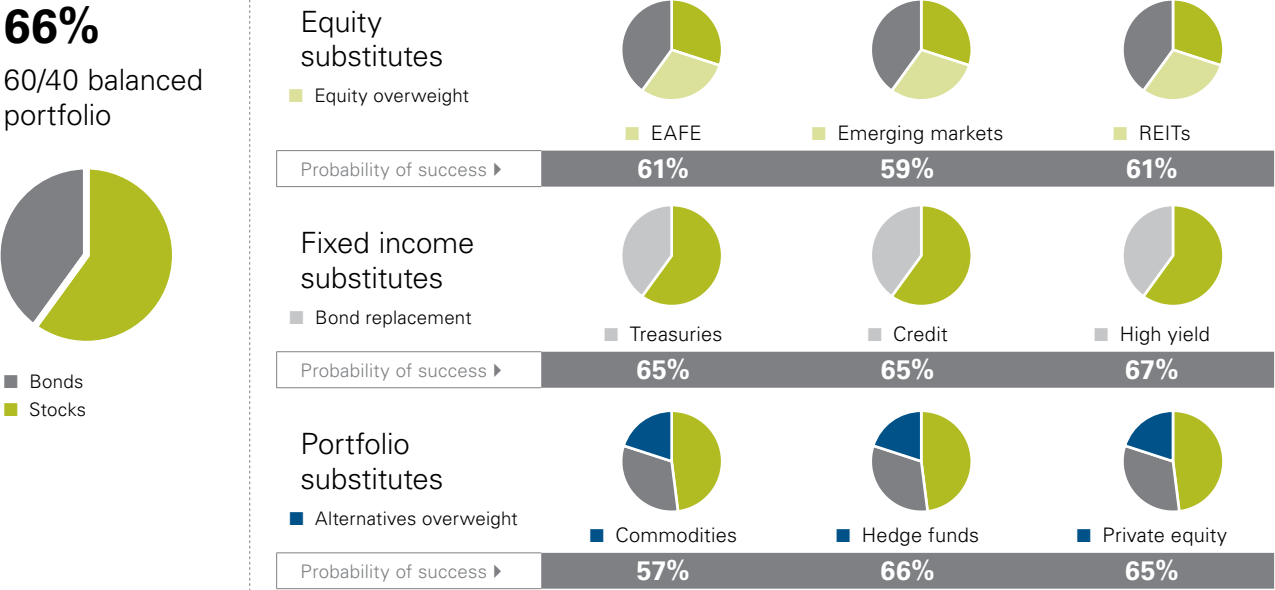 66%
60/40 balanced
portfolio
Bonds
Stocks
Equity
substitutes
Equity overweight
EAFE
Emerging markets
REITs
Probability of success
61%
59%
61%
Fixed income
substitutes
Bond replacement
Treasuries
Credit
High yield
Probability of success
65%
65%
67%
Portfolio
substitutes
Alternatives overweight
Commodities
Hedge funds
Private equity
Probability of success
57%
66%
65%